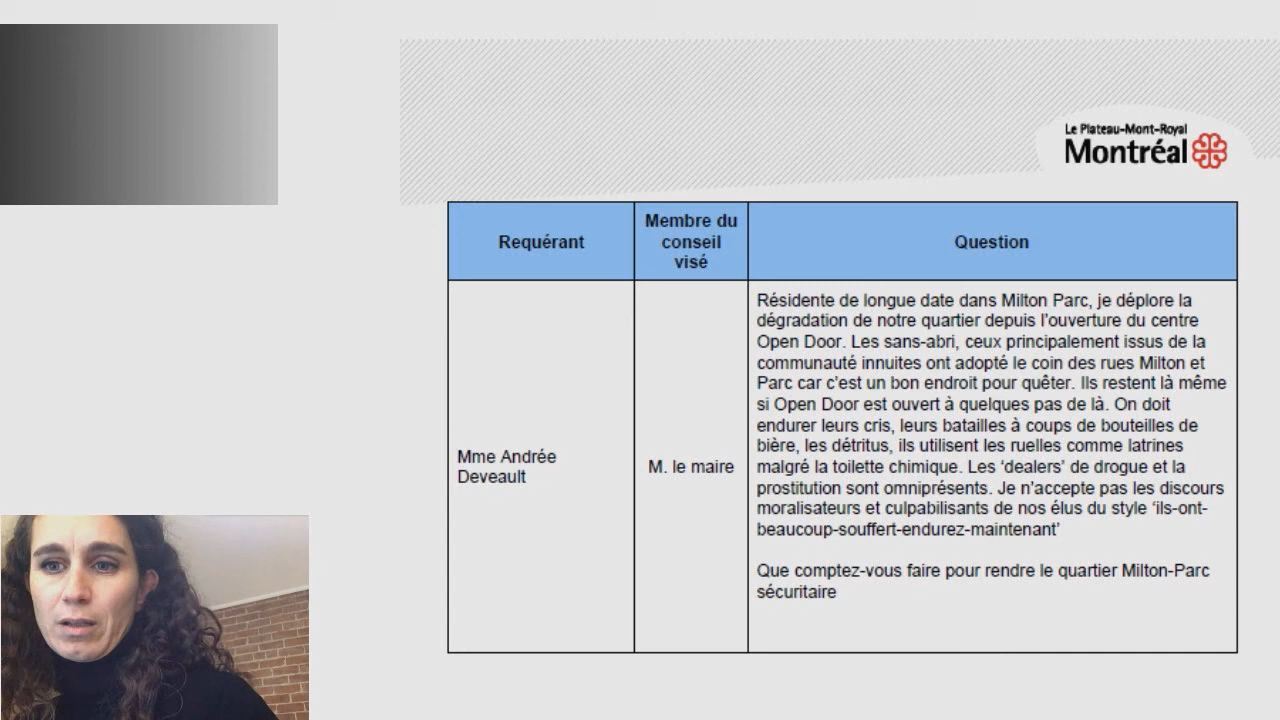 Le Plateau-Mont-Royal
Montréal
Requérant
Membre du
conseil
visé
Question
Mme Andrée
Deveault
M. le maire
Résidente de longue date dans Milton Parc, je déplore la
dégradation de notre quartier depuis l'ouverture du centre
Open Door. Les sans-abri, ceux principalement issus de la
communauté innuites ont adopté le coin des rues Milton et
Parc car c'est un bon endroit pour quêter. Ils restent là même
si Open Door est ouvert à quelques pas de là. On doit
endurer leurs cris, leurs batailles à coups de bouteilles de
bière, les détritus, ils utilisent les ruelles comme latrines
malgré la toilette chimique. Les 'dealers' de drogue et la
prostitution sont omniprésents. Je n'accepte pas les discours
moralisateurs et culpabilisants de nos élus du style 'ils-ont-
beaucoup-souffert-endurez-maintenant'
Que comptez-vous faire pour rendre le quartier Milton-Parc
sécuritaire